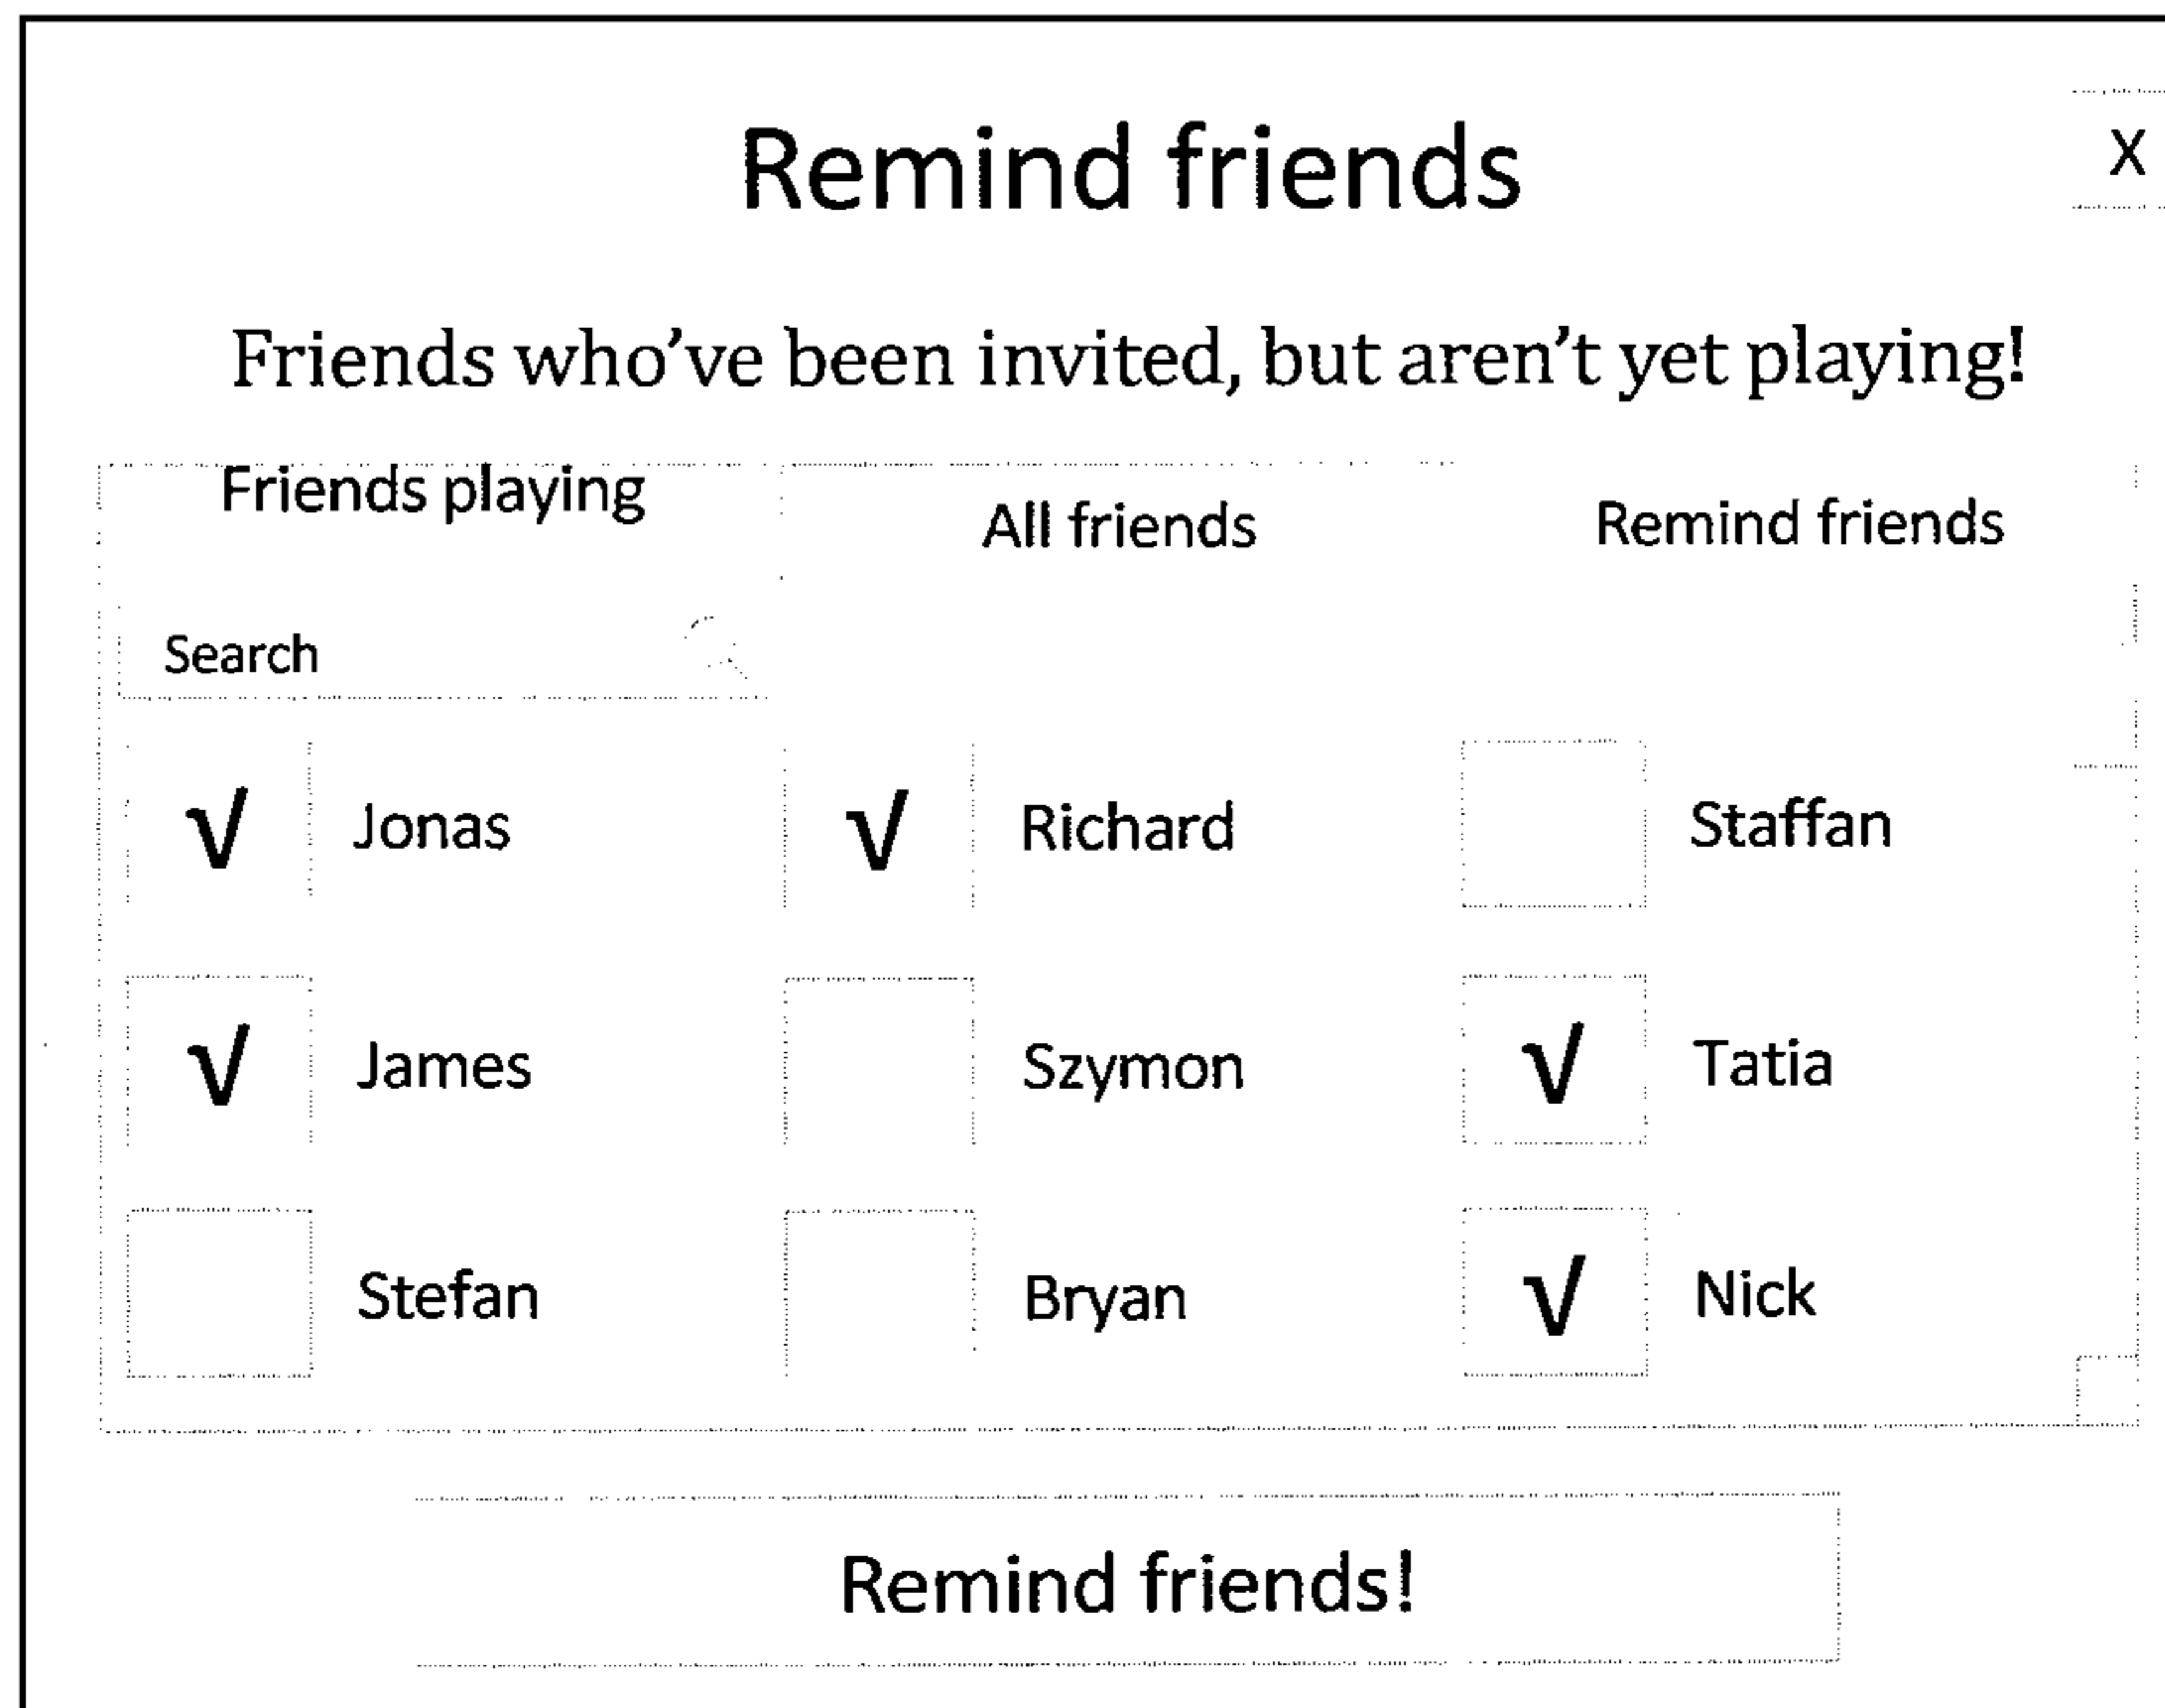 Remind friends
X
Friends who've been invited, but aren't yet playing!
Friends playing All friends Remind friends
Search
√ Jonas √ Richard Staffan
√ James Szymon √ Tatia
Stefan Bryan √ Nick
Remind friends!